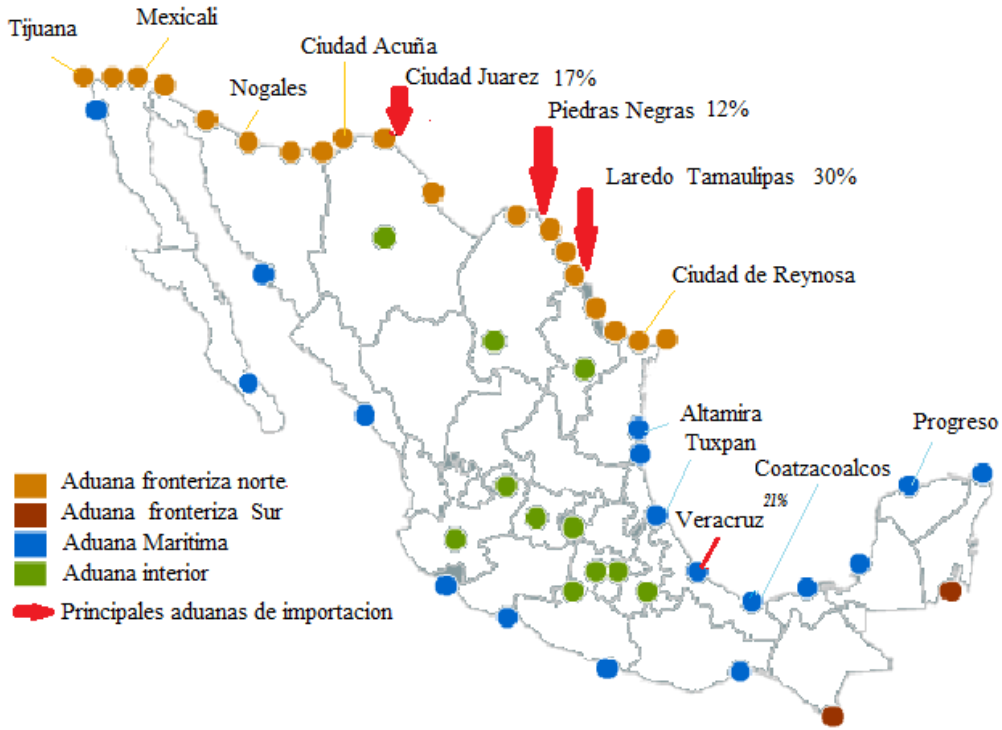 Mexicali
Tijuana
Ciudad Acuña
Ciudad Juarez 17%
Nogales
Piedras Negras 12%
Laredo Tamaulipas 30%
Ciudad de Reynosa
Altamira
Progreso
Tuxpan
Coatzacoalcos
21%
Veracruz
Aduana fronteriza norte
Aduana fronteriza Sur
Aduana Maritima
Aduana interior
Principales aduanas de importacion